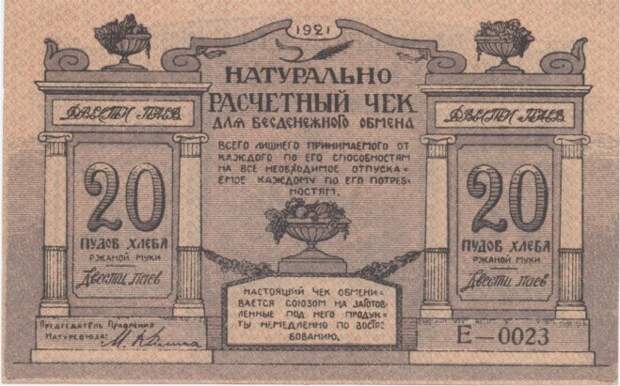 1921
НАТУРАЛЬНО
РАСЧЕТНЫЙ ЧЕК
ДЛЯ БЕСДЕНЕЖНОГО ОБМЕНА
ВСЕГО ЛИШНЕГО ПРИНИМАЕМОГО ОТ
КАЖДОГО ПО ЕГО СПОСОБНОСТЯМ
НА ВСЕ НЕОБХОДИМОЕ ОТПУСКА-
ЕМОЕ КАЖДОМУ ПО ЕГО ПОТРЕБ-
НОСТЯМ.
ДВЕСТИ ПАЕВ
20
ПУДОВ ХЛЕБА
РЖАНОЙ МУКИ
Двести Паев
ДВЕСТИ ПАЕВ
20
ПУДОВ ХЛЕБА
РЖАНОЙ МУКИ
Двести Паев
НАСТОЯЩИЙ ЧЕК ОБМЕНИ-
ВАЕТСЯ СОЮЗОМ НА ЗАГОТОВ-
ЛЕННЫЕ ПОД НЕГО ПРОДУК-
ТЫ НЕМЕДЛЕННО ПО ВОСТРЕ-
БОВАНИЮ.
Председатель Правления
Натурсоюза:
Е—0023